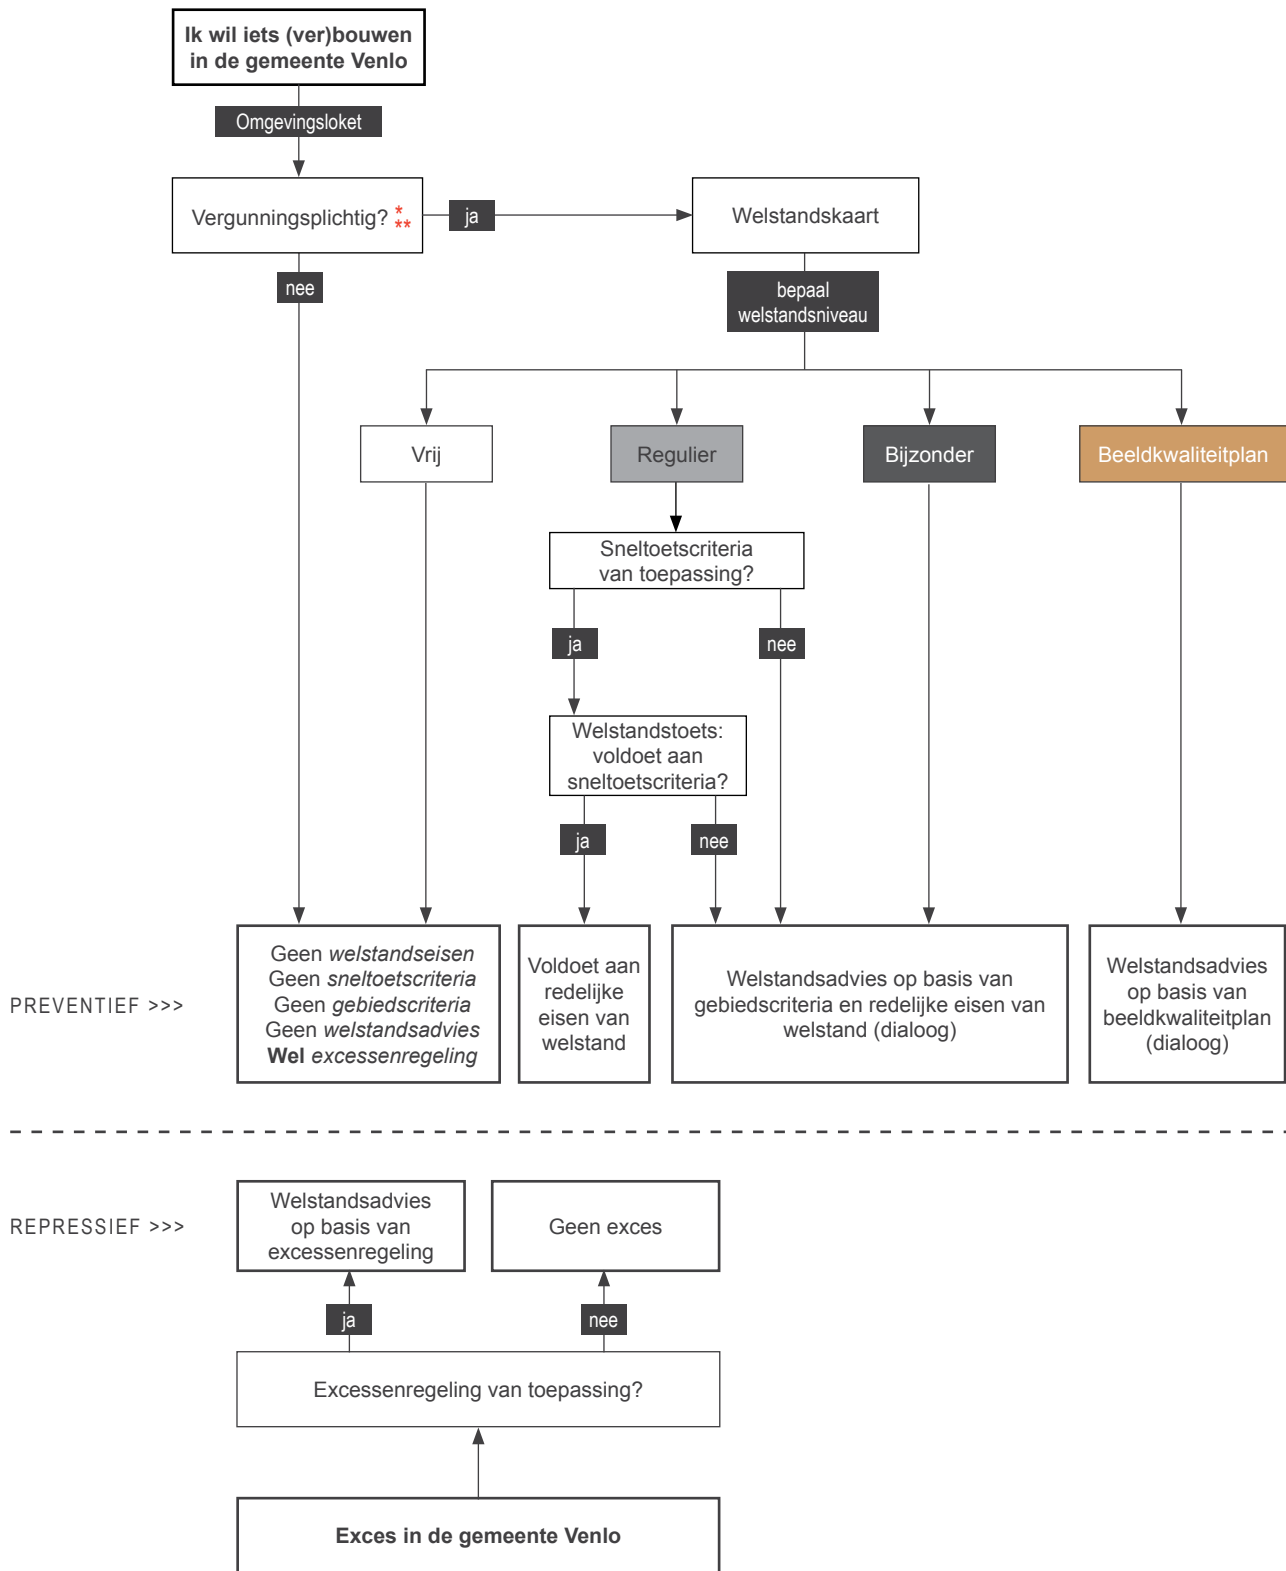 Ik wil iets (ver)bouwen
in de gemeente Venlo
Omgevingsloket
Vergunningsplichtig? *
**
ja
Welstandskaart
nee
bepaal
welstandsniveau
Vrij
Regulier
Bijzonder
Beeldkwaliteitplan
Sneltoetscriteria
van toepassing?
ja
nee
Welstandstoets:
voldoet aan
sneltoetscriteria?
ja
nee
PREVENTIEF >>>
Geen welstandseisen
Geen sneltoetscriteria
Geen gebiedscriteria
Geen welstandsadvies
Wel excessenregeling
Voldoet aan
redelijke
eisen van
welstand
Welstandsadvies op basis van
gebiedscriteria en redelijke eisen van
welstand (dialoog)
Welstandsadvies
op basis van
beeldkwaliteitplan
(dialoog)
REPRESSIEF >>>
Welstandsadvies
op basis van
excessenregeling
Geen exces
ja
nee
Excessenregeling van toepassing?
Exces in de gemeente Venlo